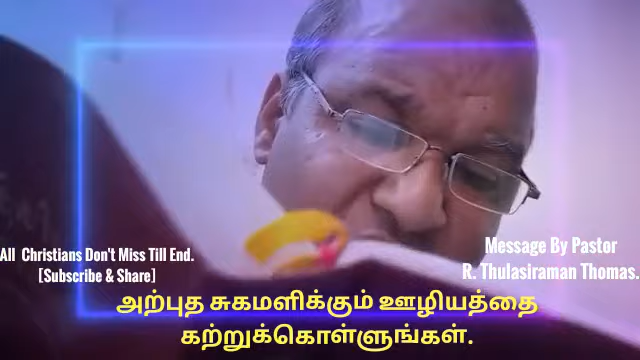 All Christians Don't Miss Till End.
[Subscribe & Share]
Message By Pastor
R. Thulasiraman Thomas.
அற்புத சுகமளிக்கும் ஊழியத்தை
கற்றுக்கொள்ளுங்கள்.